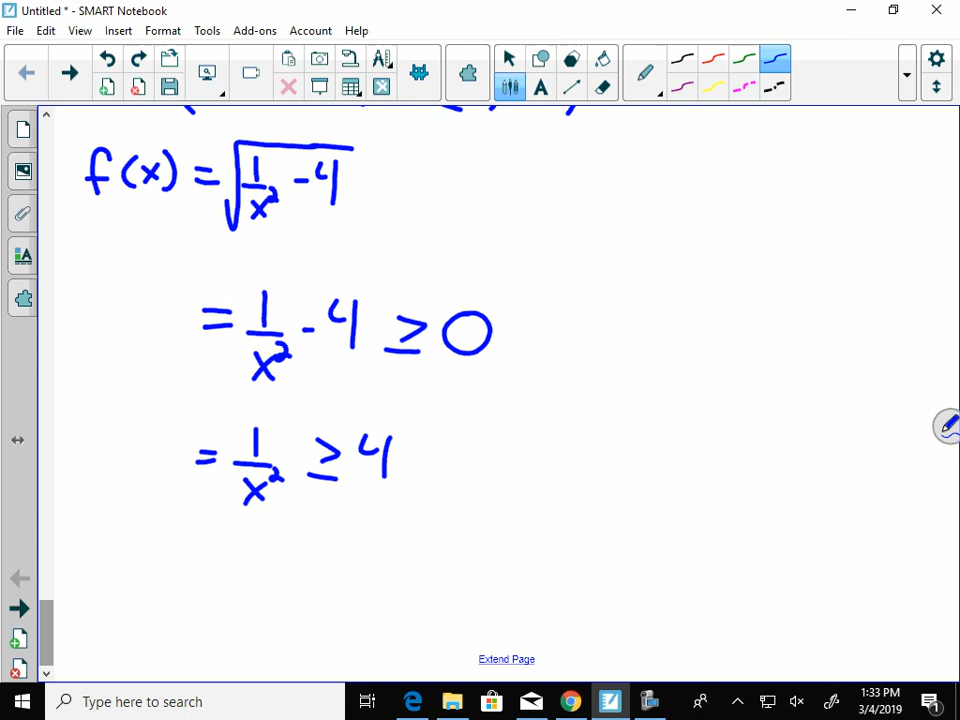 Untitled * - SMART Notebook
File Edit View Insert Format Tools Add-ons Account Help
f(x) = √(1/x² - 4)
= 1/x² - 4 ≥ 0
= 1/x² ≥ 4
Extend Page
Type here to search
1:33 PM
3/4/2019
1